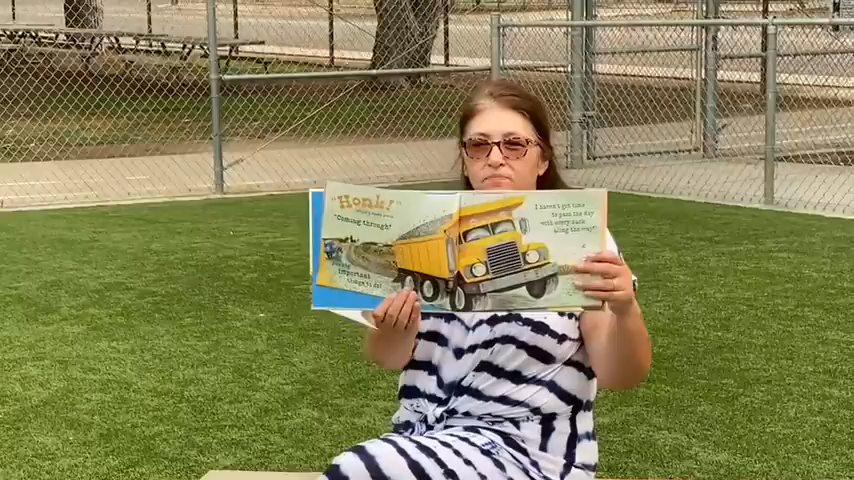 "Honk!"
"Coming through!
important
things to do!
I haven't got time
to pass the day
with every duck
along the way!"